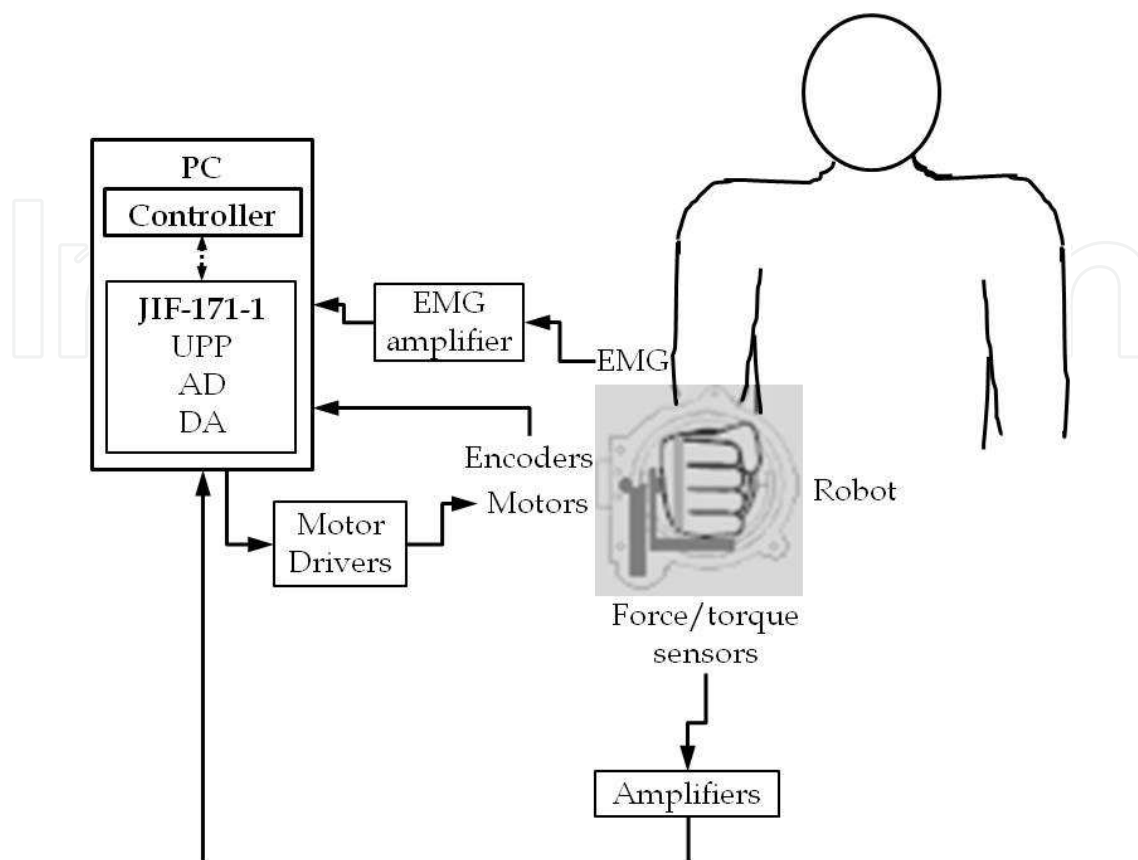 PC
Controller
JIF-171-1
UPP
AD
DA
EMG
amplifier
EMG
Encoders
Motors
Motor
Drivers
Robot
Force/torque
sensors
Amplifiers